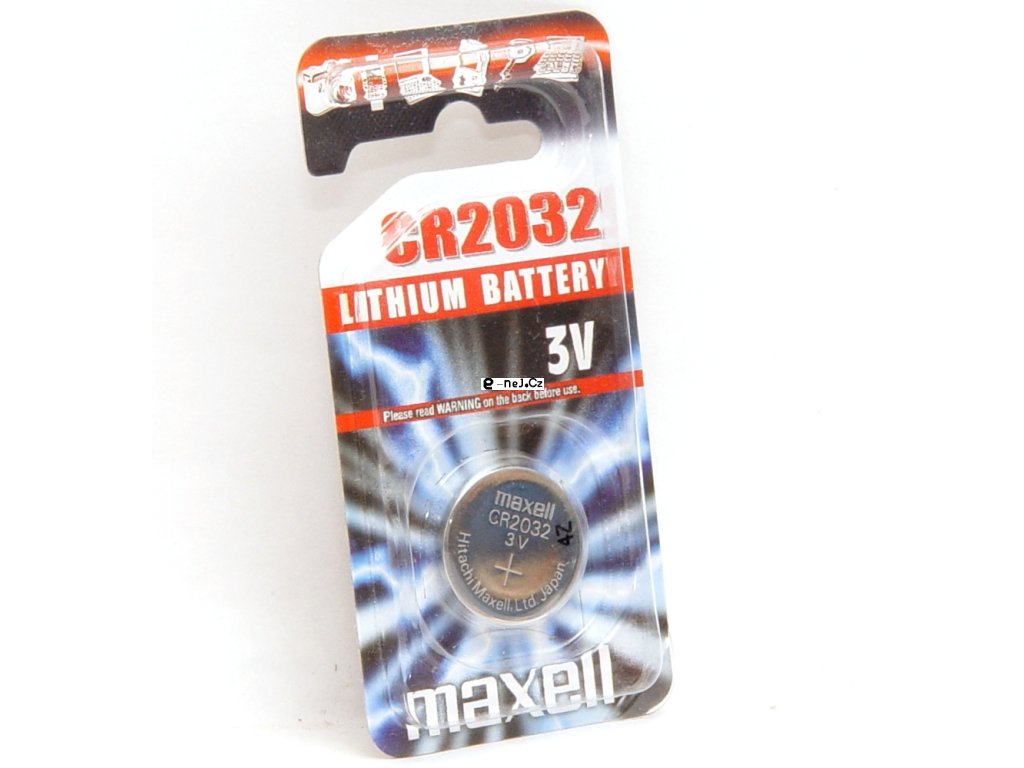 CR2032
LITHIUM BATTERY
3V
e-nej.cz
Please read WARNING on the back before use.
maxell
CR2032
3V
42
+
Hitachi Maxell, Ltd. Japan
maxell